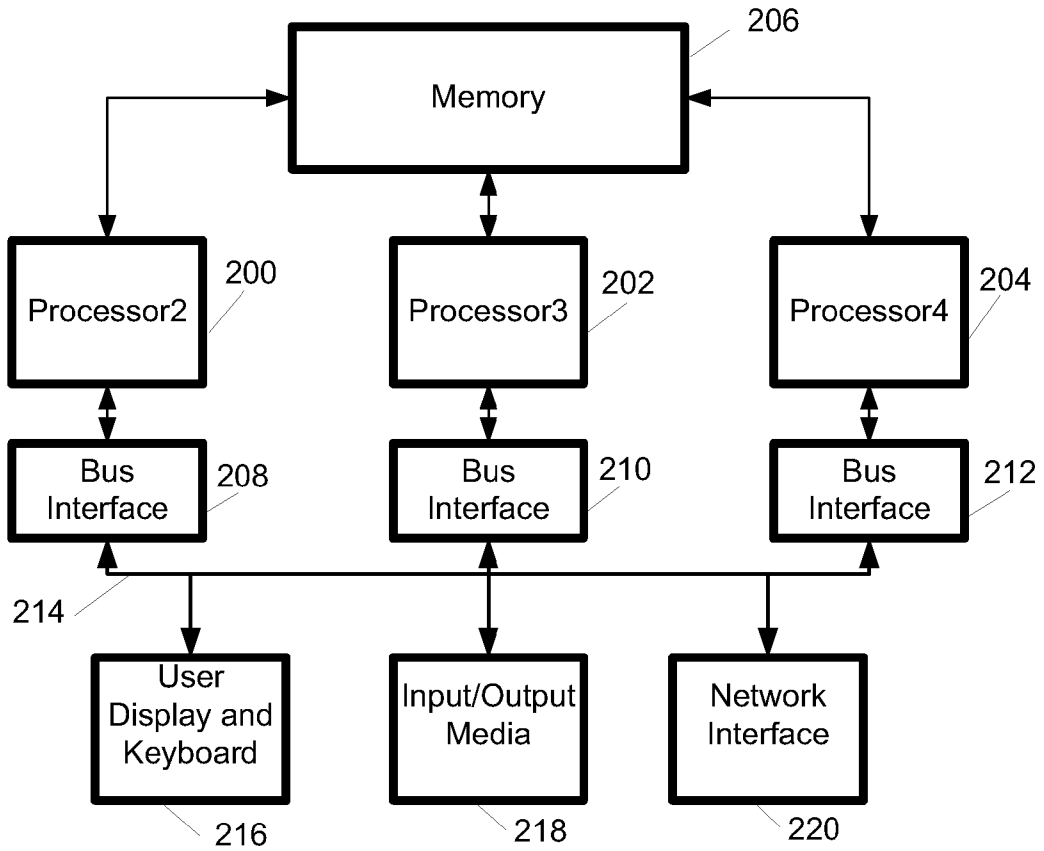 206
Memory
200
202
204
Processor2
Processor3
Processor4
Bus
Interface
208
Bus
Interface
210
Bus
Interface
212
214
User
Display and
Keyboard
Input/Output
Media
Network
Interface
216
218
220